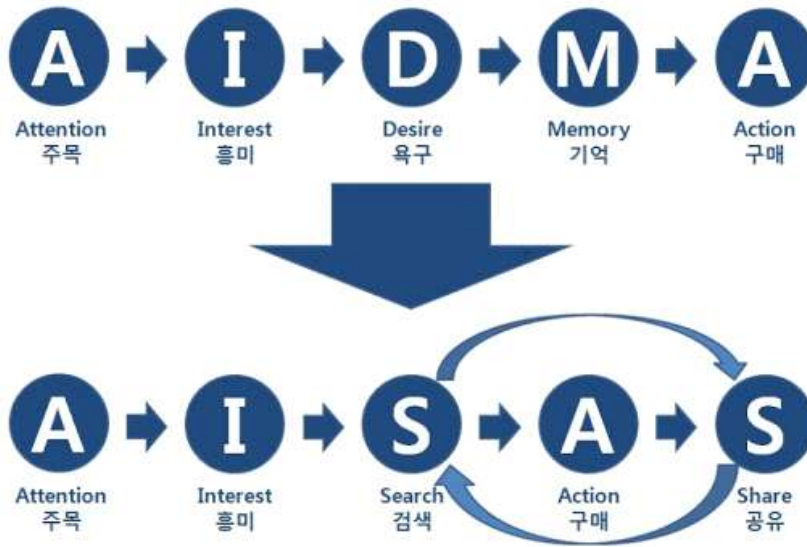 A I D M A
Attention Interest Desire Memory Action
주목 흥미 욕구 기억 구매
A I S A S
Attention Interest Search Action Share
주목 흥미 검색 구매 공유